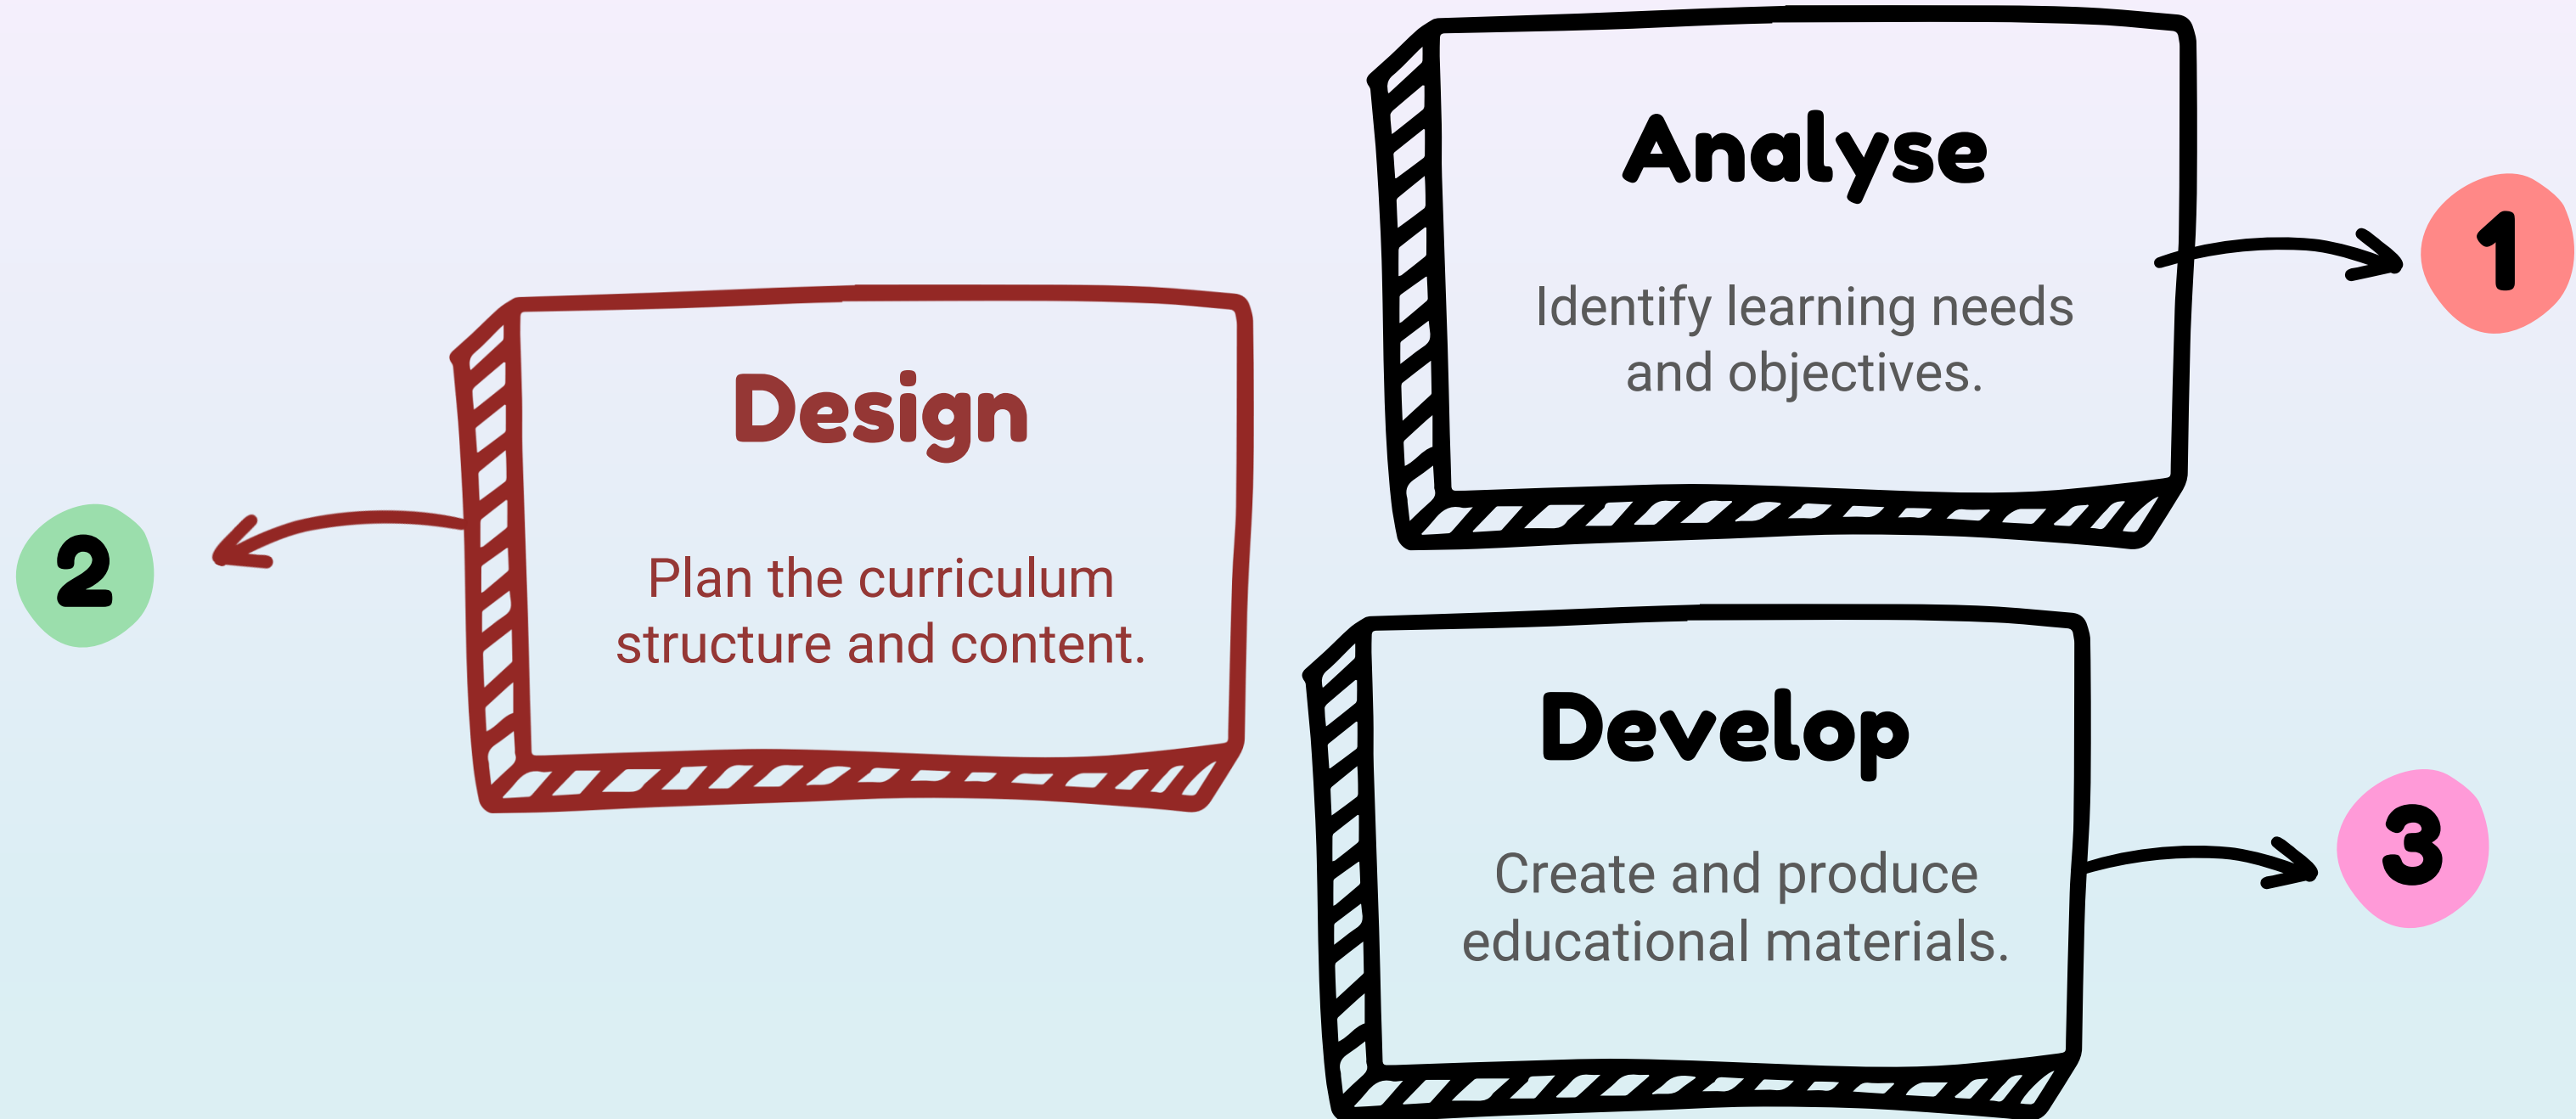 Analyse
Identify learning needs
and objectives.
1
Design
Plan the curriculum
structure and content.
2
Develop
Create and produce
educational materials.
3